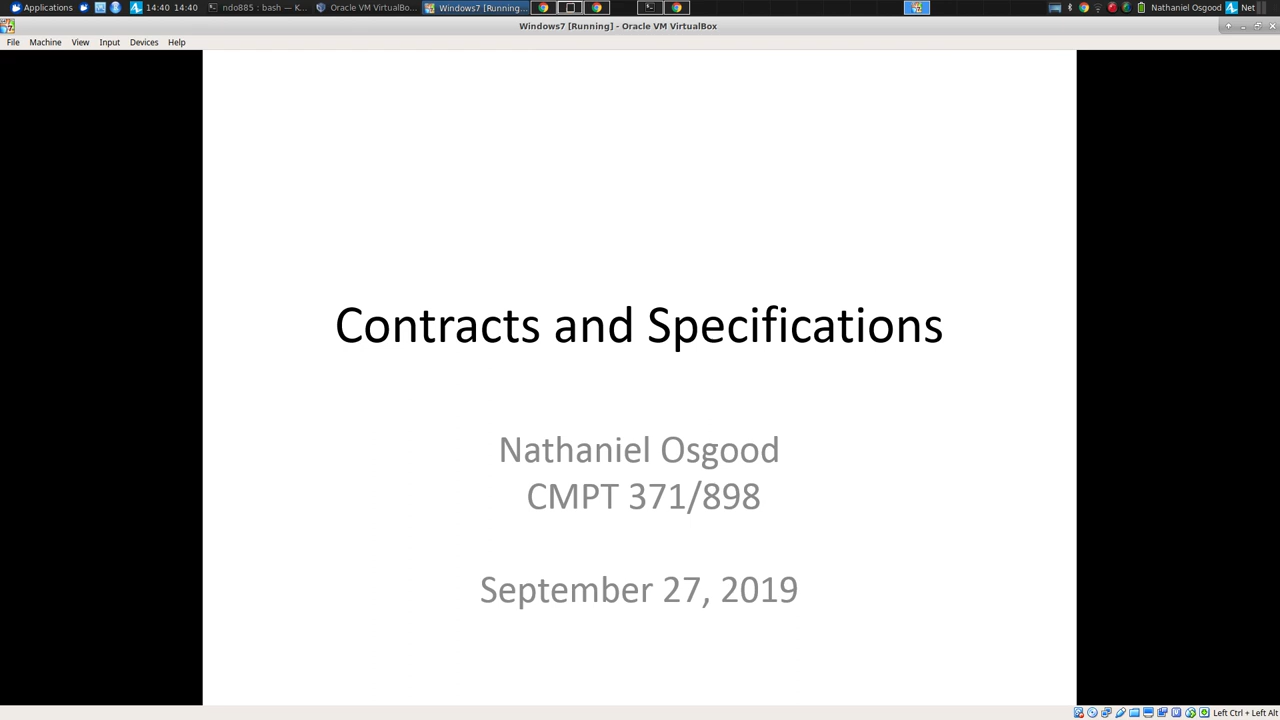 Applications 14:40 14:40 ndo885 : bash — K... Oracle VM VirtualBo... Windows7 [Running... Nathaniel Osgood Net
Windows7 [Running] - Oracle VM VirtualBox
File Machine View Input Devices Help
Contracts and Specifications
Nathaniel Osgood
CMPT 371/898
September 27, 2019
Left Ctrl + Left Alt